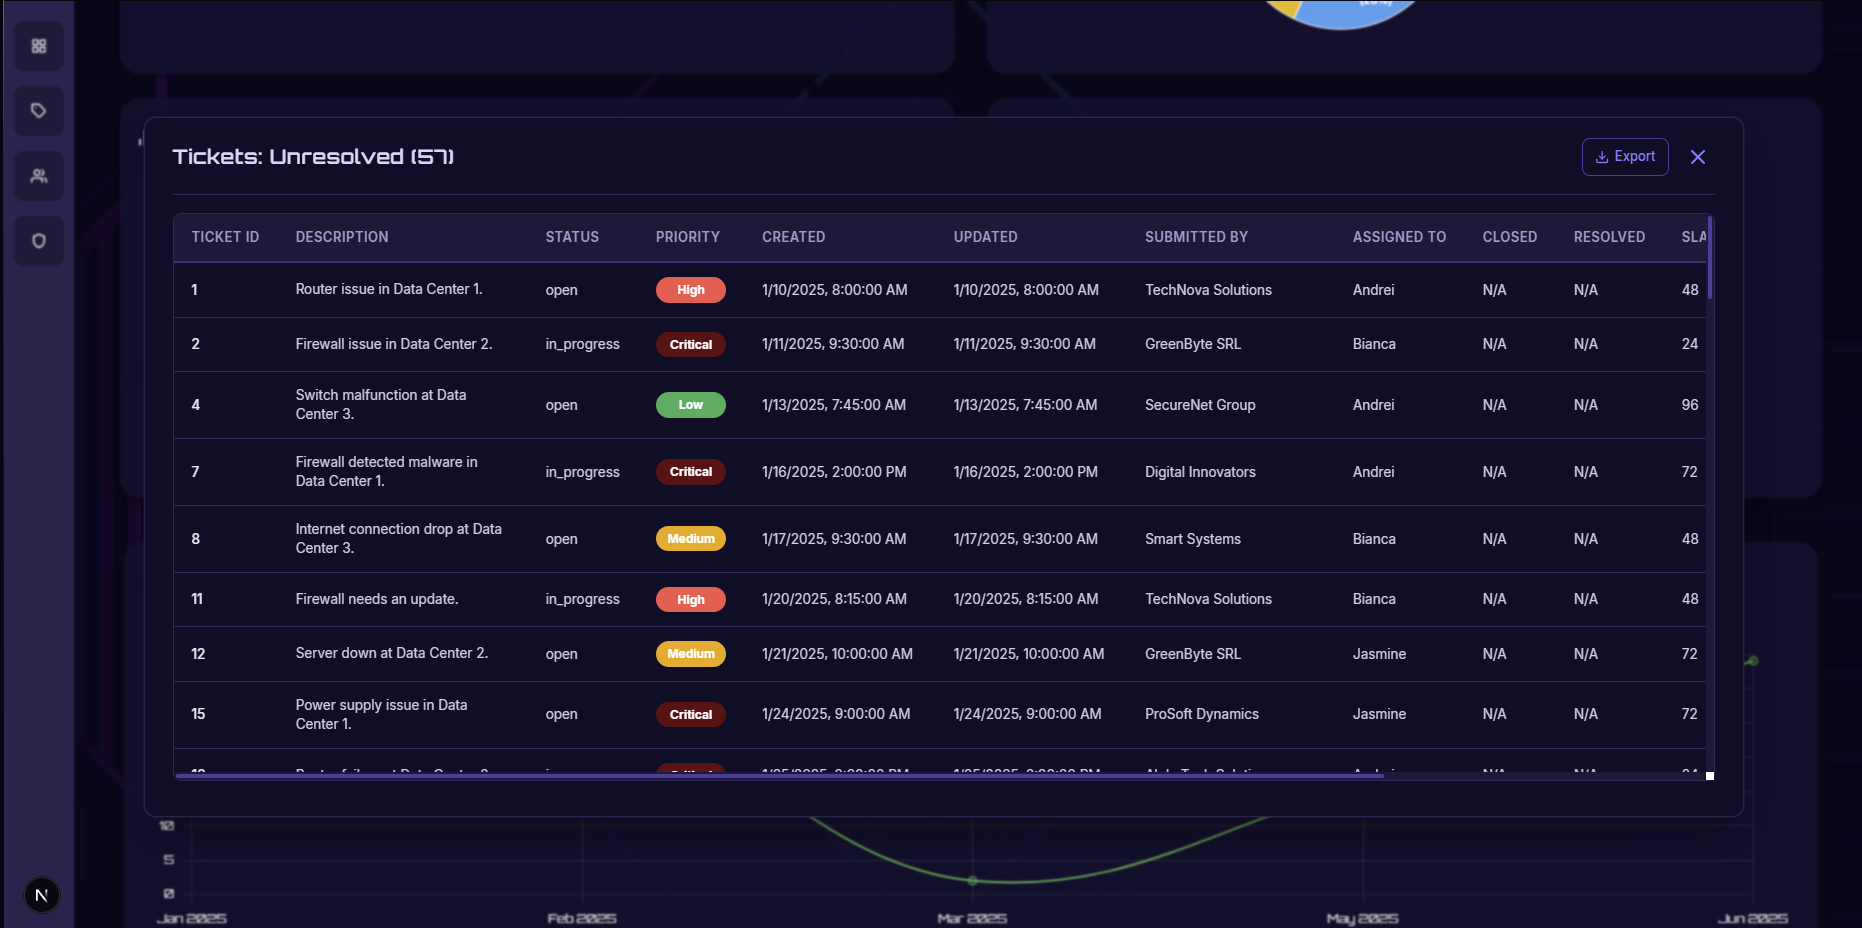 Tickets: Unresolved (57)
Export
TICKET ID DESCRIPTION STATUS PRIORITY CREATED UPDATED SUBMITTED BY ASSIGNED TO CLOSED RESOLVED SLA
1 Router issue in Data Center 1. open High 1/10/2025, 8:00:00 AM 1/10/2025, 8:00:00 AM TechNova Solutions Andrei N/A N/A 48
2 Firewall issue in Data Center 2. in_progress Critical 1/11/2025, 9:30:00 AM 1/11/2025, 9:30:00 AM GreenByte SRL Bianca N/A N/A 24
Switch malfunction at Data
4 Center 3. open Low 1/13/2025, 7:45:00 AM 1/13/2025, 7:45:00 AM SecureNet Group Andrei N/A N/A 96
Firewall detected malware in
7 Data Center 1. in_progress Critical 1/16/2025, 2:00:00 PM 1/16/2025, 2:00:00 PM Digital Innovators Andrei N/A N/A 72
Internet connection drop at Data
8 Center 3. open Medium 1/17/2025, 9:30:00 AM 1/17/2025, 9:30:00 AM Smart Systems Bianca N/A N/A 48
11 Firewall needs an update. in_progress High 1/20/2025, 8:15:00 AM 1/20/2025, 8:15:00 AM TechNova Solutions Bianca N/A N/A 48
12 Server down at Data Center 2. open Medium 1/21/2025, 10:00:00 AM 1/21/2025, 10:00:00 AM GreenByte SRL Jasmine N/A N/A 72
Power supply issue in Data
15 Center 1. open Critical 1/24/2025, 9:00:00 AM 1/24/2025, 9:00:00 AM ProSoft Dynamics Jasmine N/A N/A 72
10
5
0
Jan 2025 Feb 2025 Mar 2025 May 2025 Jun 2025
N